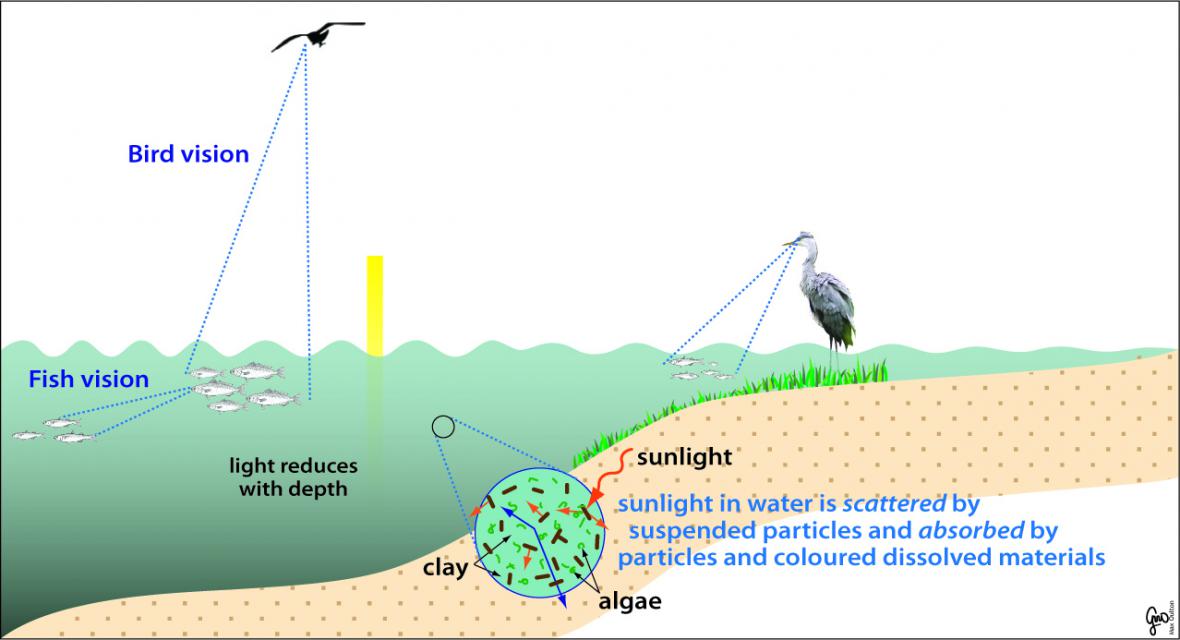 Bird vision
Fish vision
light reduces
with depth
sunlight
sunlight in water is scattered by
suspended particles and absorbed by
particles and coloured dissolved materials
clay
algae
Max Oulton